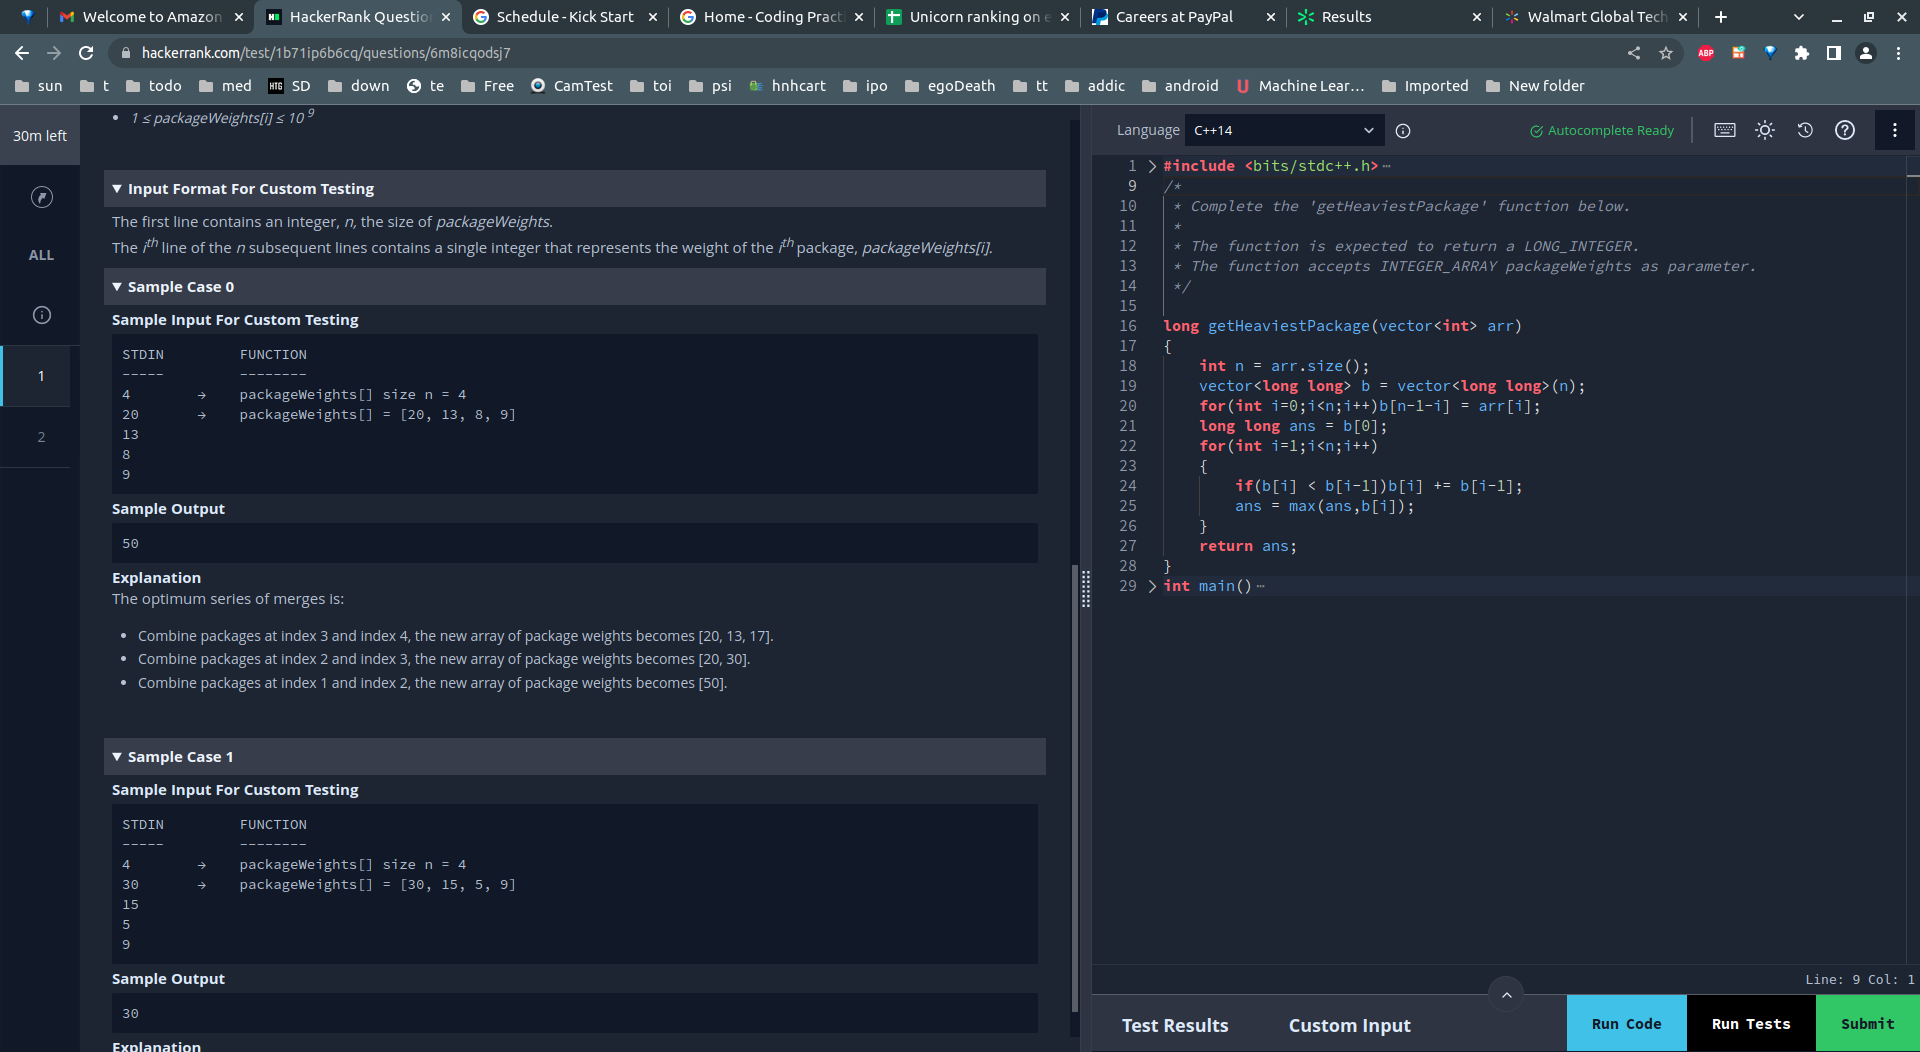 Welcome to Amazon
HackerRank Questio
Schedule - Kick Start
Home - Coding Practi
Unicorn ranking on e
Careers at PayPal
Results
Walmart Global Tech
hackerrank.com/test/1b71ip6b6cq/questions/6m8icqodsj7
ABP
sun
t
todo
med
HTG SD
down
te
Free
CamTest
toi
psi
hnhcart
ipo
egoDeath
tt
addic
android
Machine Lear...
Imported
New folder
30m left
ALL
1
2
• 1 ≤ packageWeights[i] ≤ 10 9
▼ Input Format For Custom Testing
The first line contains an integer, n, the size of packageWeights.
The ith line of the n subsequent lines contains a single integer that represents the weight of the ith package, packageWeights[i].
▼ Sample Case 0
Sample Input For Custom Testing
STDIN FUNCTION
----- --------
4 → packageWeights[] size n = 4
20 → packageWeights[] = [20, 13, 8, 9]
13
8
9
Sample Output
50
Explanation
The optimum series of merges is:
• Combine packages at index 3 and index 4, the new array of package weights becomes [20, 13, 17].
• Combine packages at index 2 and index 3, the new array of package weights becomes [20, 30].
• Combine packages at index 1 and index 2, the new array of package weights becomes [50].
▼ Sample Case 1
Sample Input For Custom Testing
STDIN FUNCTION
----- --------
4 → packageWeights[] size n = 4
30 → packageWeights[] = [30, 15, 5, 9]
15
5
9
Sample Output
30
Explanation
Language C++14
Autocomplete Ready
1 #include <bits/stdc++.h>
9 /*
10 * Complete the 'getHeaviestPackage' function below.
11 *
12 * The function is expected to return a LONG_INTEGER.
13 * The function accepts INTEGER_ARRAY packageWeights as parameter.
14 */
15
16 long getHeaviestPackage(vector<int> arr)
17 {
18 int n = arr.size();
19 vector<long long> b = vector<long long>(n);
20 for(int i=0;i<n;i++)b[n-1-i] = arr[i];
21 long long ans = b[0];
22 for(int i=1;i<n;i++)
23 {
24 if(b[i] < b[i-1])b[i] += b[i-1];
25 ans = max(ans,b[i]);
26 }
27 return ans;
28 }
29 int main()
Line: 9 Col: 1
Test Results
Custom Input
Run Code
Run Tests
Submit